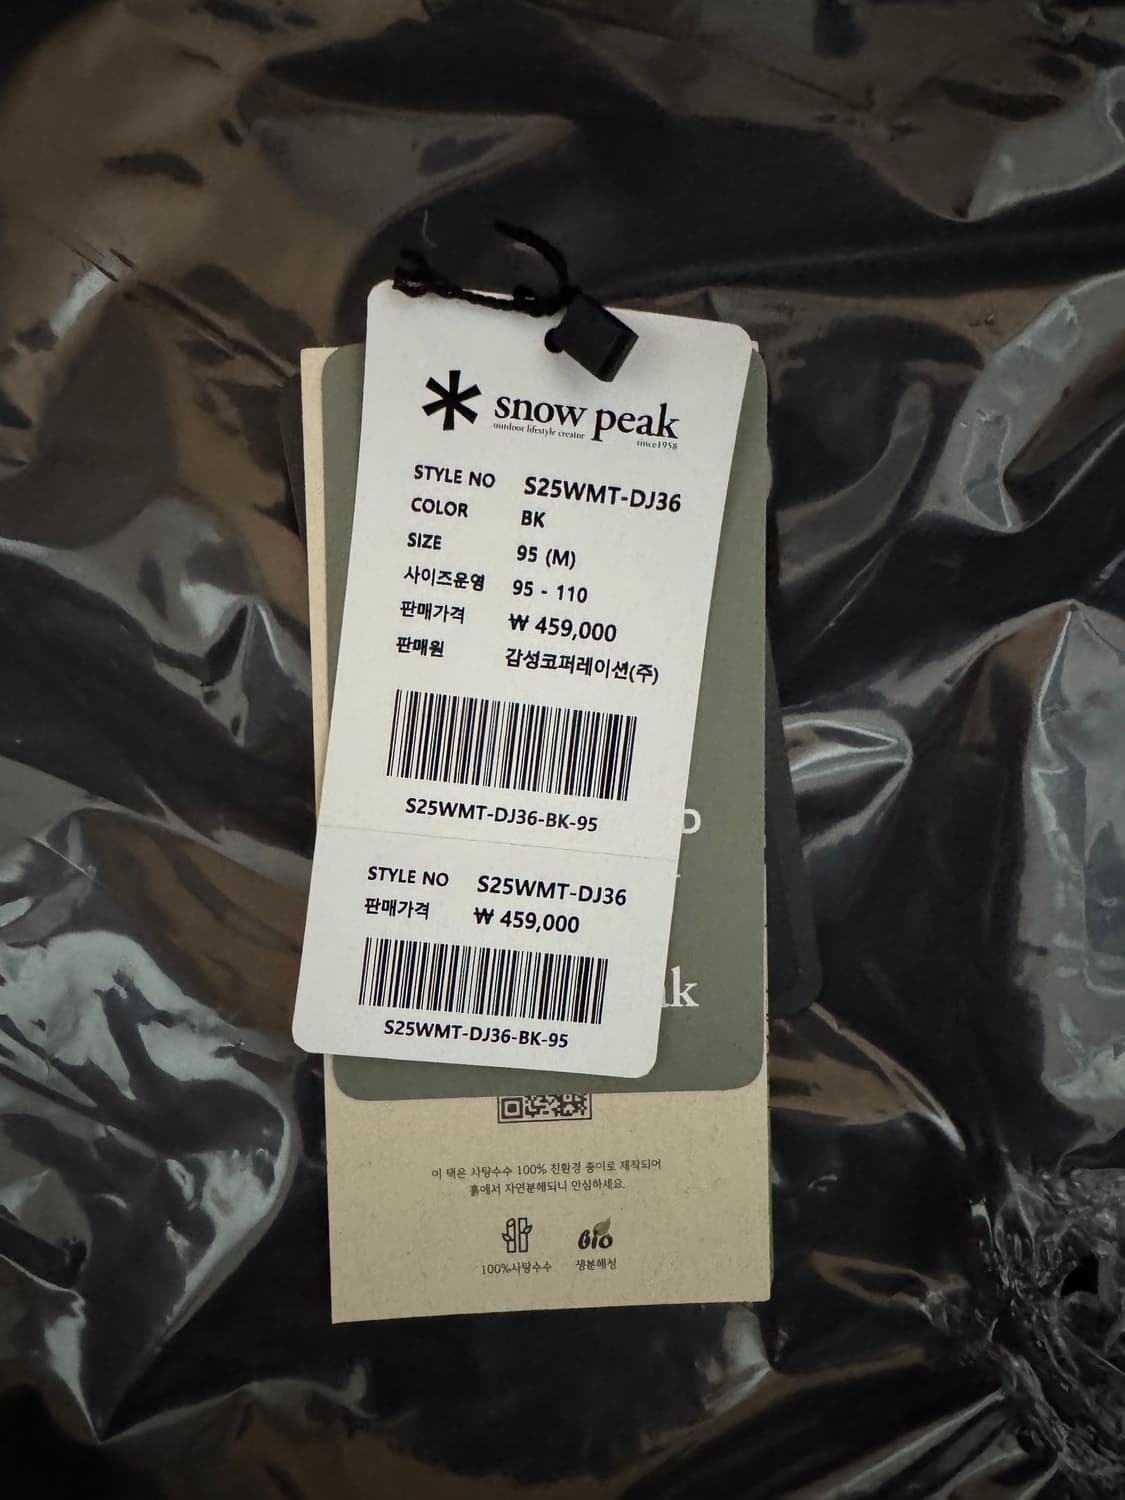 snow peak
outdoor lifestyle creator
since1958
STYLE NO S25WMT-DJ36
COLOR BK
SIZE 95 (M)
사이즈운영 95 - 110
판매가격 ₩ 459,000
판매원 감성코퍼레이션(주)
S25WMT-DJ36-BK-95
STYLE NO S25WMT-DJ36
판매가격 ₩ 459,000
S25WMT-DJ36-BK-95
이 택은 사탕수수 100% 친환경 종이로 제작되어
흙에서 자연분해되니 안심하세요.
Bio
100%사탕수수 생분해성